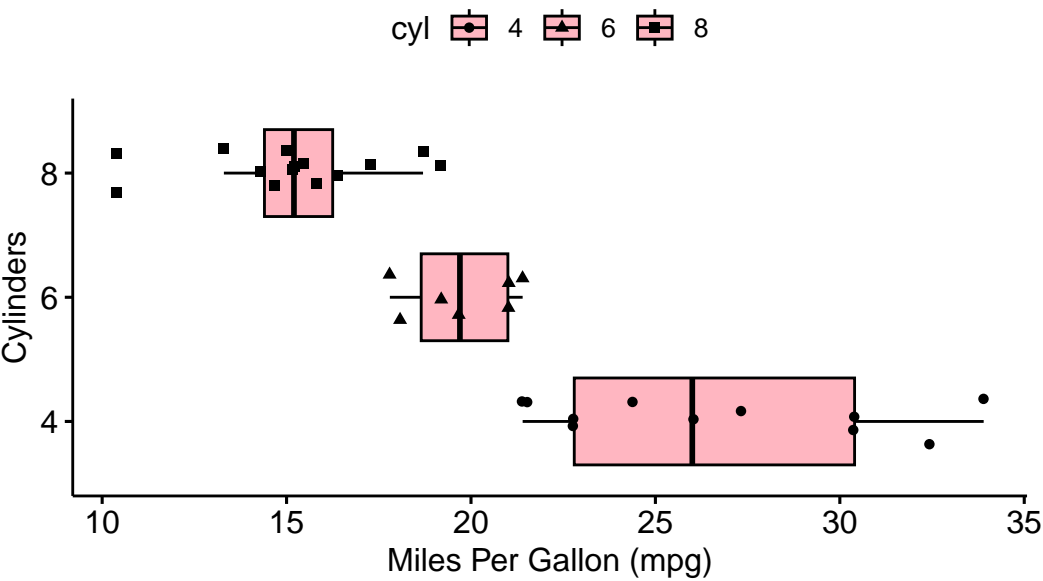 cyl 4 6 8
Cylinders
8
6
4
10 15 20 25 30 35
Miles Per Gallon (mpg)